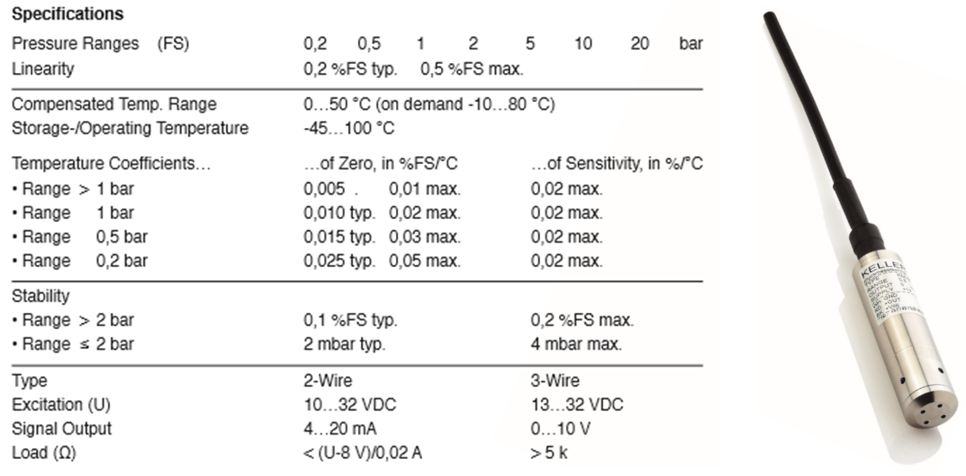 Specifications
Pressure Ranges (FS) 0,2 0,5 1 2 5 10 20 bar
Linearity 0,2 %FS typ. 0,5 %FS max.
Compensated Temp. Range 0…50 °C (on demand -10…80 °C)
Storage-/Operating Temperature -45…100 °C
Temperature Coefficients… …of Zero, in %FS/°C …of Sensitivity, in %/°C
• Range > 1 bar 0,005 . 0,01 max. 0,02 max.
• Range 1 bar 0,010 typ. 0,02 max. 0,02 max.
• Range 0,5 bar 0,015 typ. 0,03 max. 0,02 max.
• Range 0,2 bar 0,025 typ. 0,05 max. 0,02 max.
Stability
• Range > 2 bar 0,1 %FS typ. 0,2 %FS max.
• Range ≤ 2 bar 2 mbar typ. 4 mbar max.
Type 2-Wire 3-Wire
Excitation (U) 10…32 VDC 13…32 VDC
Signal Output 4…20 mA 0…10 V
Load (Ω) < (U-8 V)/0,02 A > 5 k
KELLER